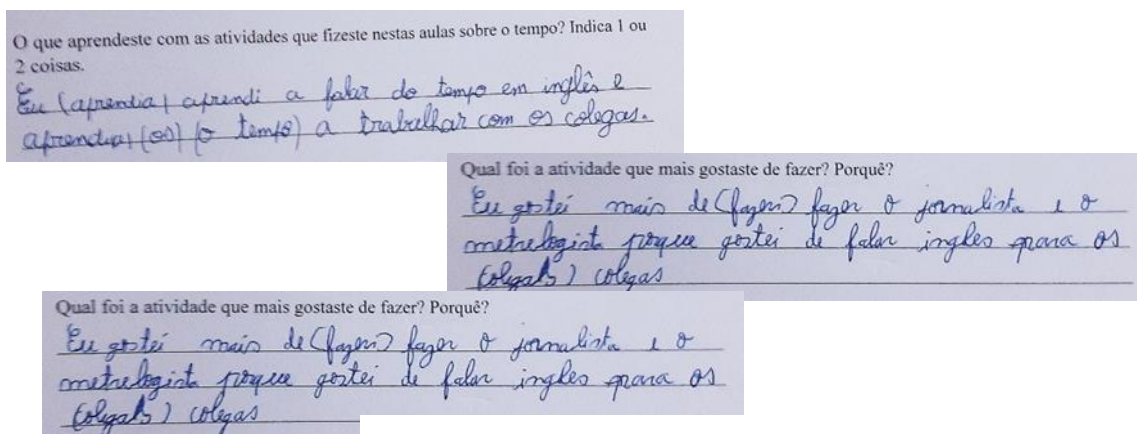 O que aprendeste com as atividades que fizeste nestas aulas sobre o tempo? Indica 1 ou
2 coisas.
Eu (aprendia) aprendi a falar do tempo em inglês e
aprendia (os) (o tempo) a trabalhar com os colegas.
Qual foi a atividade que mais gostaste de fazer? Porquê?
Eu gostei mais de (fazeri) fazer o jornalista e o
metrelogista porque gostei de falar ingles para os
(colegals) colegas
Qual foi a atividade que mais gostaste de fazer? Porquê?
Eu gostei mais de (fazeri) fazer o jornalista e o
metrelogista porque gostei de falar ingles para os
(colegals) colegas